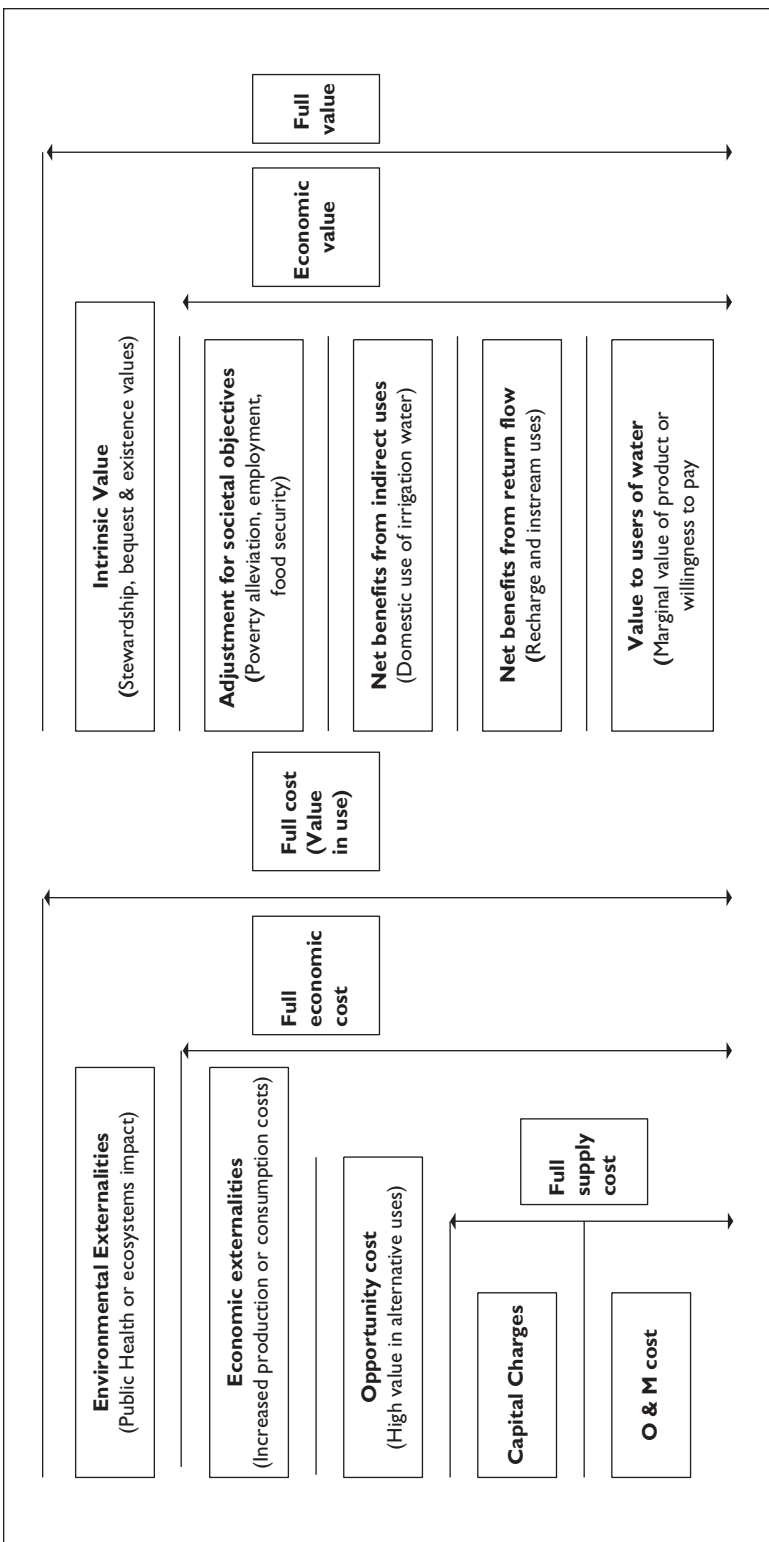 Environmental Externalities
(Public Health or ecosystems impact)
Economic externalities
(Increased production or consumption costs)
Opportunity cost
(High value in alternative uses)
Capital Charges
O & M cost
Full
supply
cost
Full
economic
cost
Full cost
(Value
in use)
Intrinsic Value
(Stewardship, bequest & existence values)
Adjustment for societal objectives
(Poverty alleviation, employment,
food security)
Net benefits from indirect uses
(Domestic use of irrigation water)
Net benefits from return flow
(Recharge and instream uses)
Value to users of water
(Marginal value of product or
willingness to pay
Economic
value
Full
value